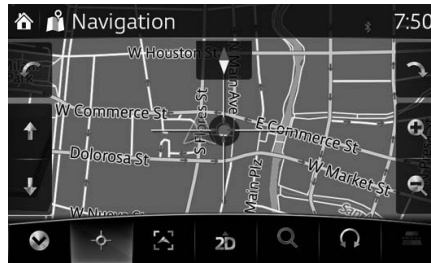 Navigation
7:50
W Houston St
N Main Ave
W Commerce St
S Flores St
E Commerce St
Dolorosa St
W Market St
Main Plz
W Nueva St
San
2D